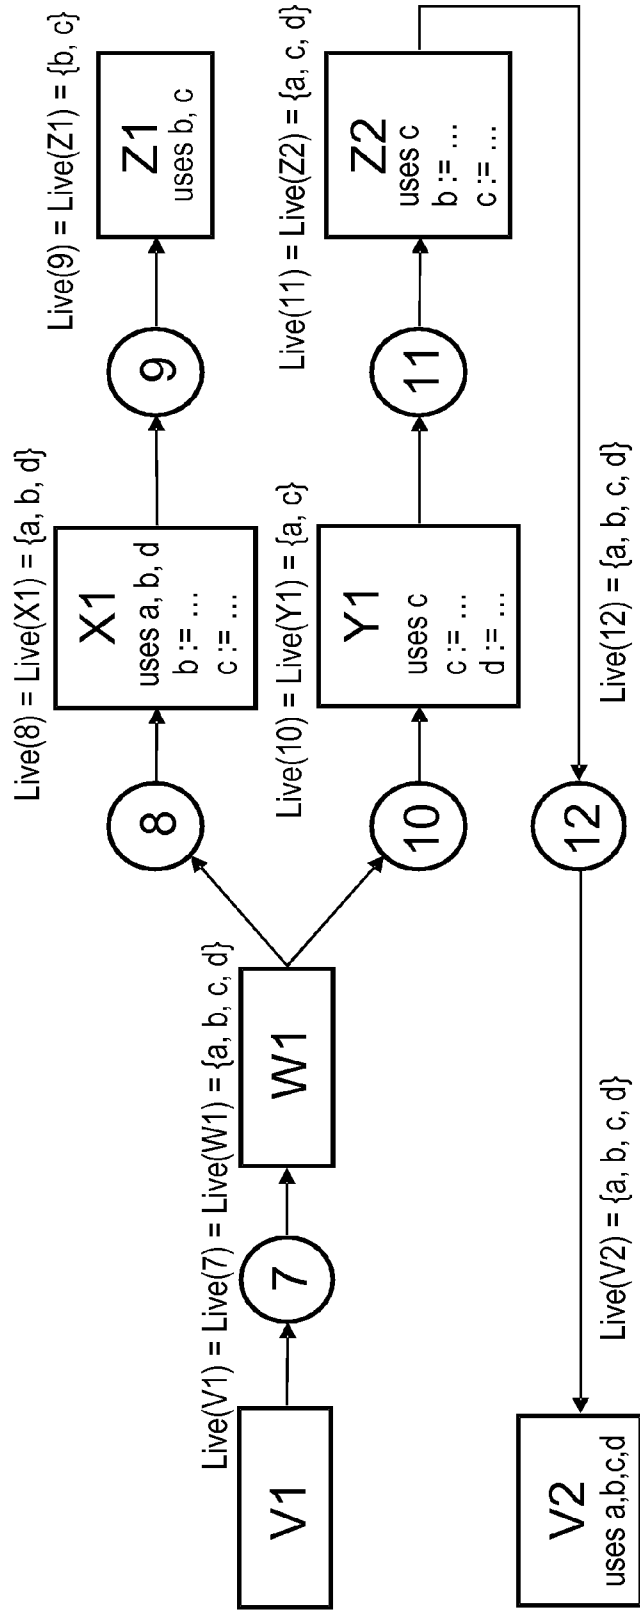 Live(9) = Live(Z1) = {b, c}
Live(8) = Live(X1) = {a, b, d}
8
X1
uses a, b, d
b := ...
c := ...
9
Z1
uses b, c
Live(V1) = Live(7) = Live(W1) = {a, b, c, d}
V1
7
W1
Live(10) = Live(Y1) = {a, c}
Live(11) = Live(Z2) = {a, c, d}
10
Y1
uses c
c := ...
d := ...
11
Z2
uses c
b := ...
c := ...
V2
uses a,b,c,d
12
Live(V2) = {a, b, c, d}
Live(12) = {a, b, c, d}